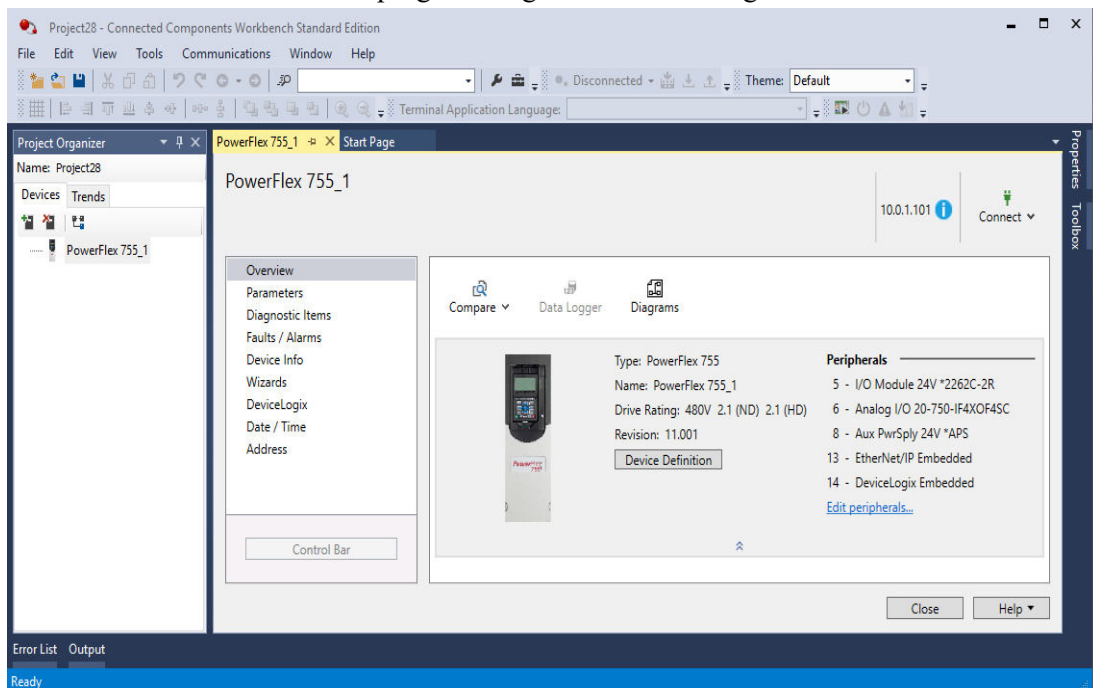 Project28 - Connected Components Workbench Standard Edition
File Edit View Tools Communications Window Help
Disconnected Theme: Default
Terminal Application Language:
Project Organizer
Name: Project28
Devices Trends
PowerFlex 755_1
PowerFlex 755_1 Start Page
PowerFlex 755_1
10.0.1.101
Connect
Overview
Parameters
Diagnostic Items
Faults / Alarms
Device Info
Wizards
DeviceLogix
Date / Time
Address
Control Bar
Compare Data Logger Diagrams
Type: PowerFlex 755
Name: PowerFlex 755_1
Drive Rating: 480V 2.1 (ND) 2.1 (HD)
Revision: 11.001
Device Definition
Peripherals
5 - I/O Module 24V *2262C-2R
6 - Analog I/O 20-750-IF4XOF4SC
8 - Aux PwrSply 24V *APS
13 - EtherNet/IP Embedded
14 - DeviceLogix Embedded
Edit peripherals...
Close Help
Properties
Toolbox
Error List Output
Ready